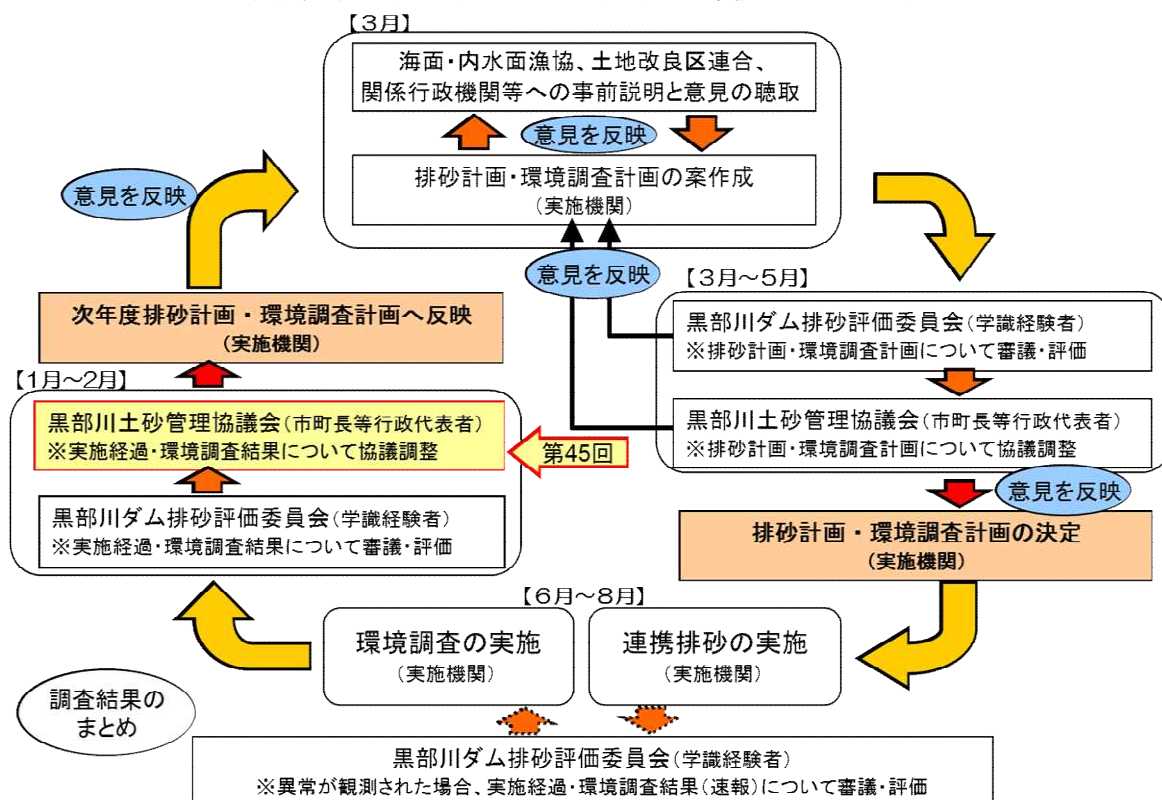 【3月】
海面・内水面漁協、土地改良区連合、
関係行政機関等への事前説明と意見の聴取
意見を反映
排砂計画・環境調査計画の案作成
(実施機関)
意見を反映
【3月～5月】
黒部川ダム排砂評価委員会(学識経験者)
※排砂計画・環境調査計画について審議・評価
黒部川土砂管理協議会(市町長等行政代表者)
※排砂計画・環境調査計画について協議調整
意見を反映
排砂計画・環境調査計画の決定
(実施機関)
【6月～8月】
連携排砂の実施
(実施機関)
環境調査の実施
(実施機関)
黒部川ダム排砂評価委員会(学識経験者)
※異常が観測された場合、実施経過・環境調査結果(速報)について審議・評価
調査結果の
まとめ
【1月～2月】
黒部川土砂管理協議会(市町長等行政代表者)
※実施経過・環境調査結果について協議調整
第45回
黒部川ダム排砂評価委員会(学識経験者)
※実施経過・環境調査結果について審議・評価
次年度排砂計画・環境調査計画へ反映
(実施機関)
意見を反映